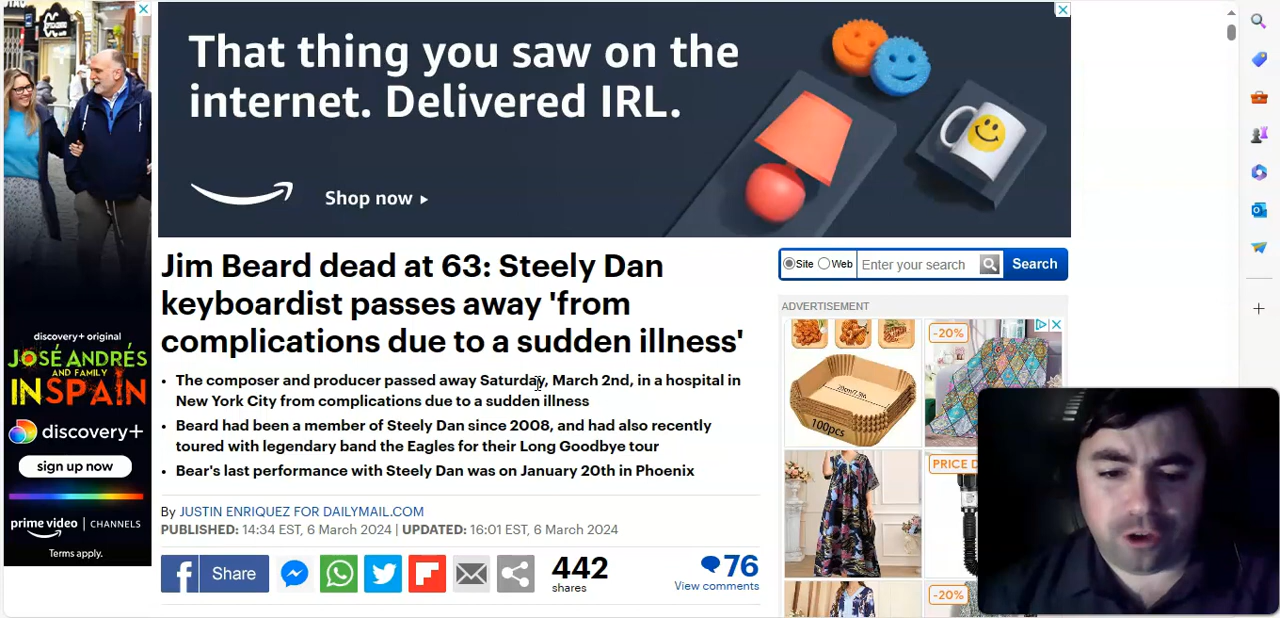 That thing you saw on the
internet. Delivered IRL.
Shop now
Jim Beard dead at 63: Steely Dan
keyboardist passes away 'from
complications due to a sudden illness'
• The composer and producer passed away Saturday, March 2nd, in a hospital in
New York City from complications due to a sudden illness
• Beard had been a member of Steely Dan since 2008, and had also recently
toured with legendary band the Eagles for their Long Goodbye tour
• Bear's last performance with Steely Dan was on January 20th in Phoenix
By JUSTIN ENRIQUEZ FOR DAILYMAIL.COM
PUBLISHED: 14:34 EST, 6 March 2024 | UPDATED: 16:01 EST, 6 March 2024
Share
442
shares
76
View comments
discovery+ original
JOSÉ ANDRÉS
AND FAMILY
IN SPAIN
discovery+
sign up now
prime video | CHANNELS
Terms apply.
Site Web Enter your search Search
ADVERTISEMENT
-20%
100pcs
PRICE D
-20%